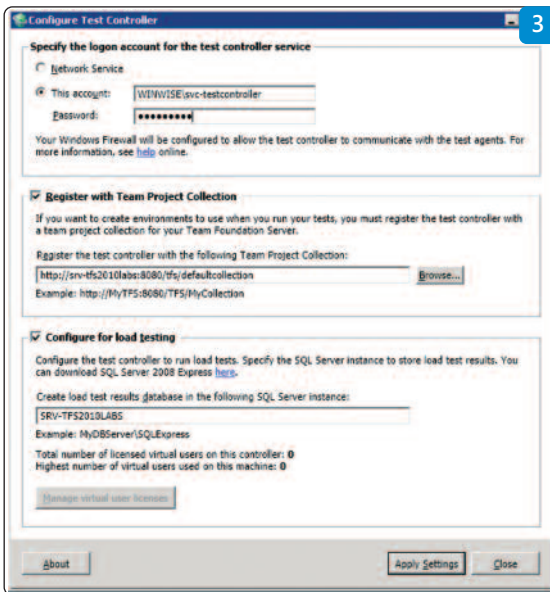 Configure Test Controller
3
Specify the logon account for the test controller service
Network Service
This account: WINWISE\svc-testcontroller
Password: •••••••••
Your Windows Firewall will be configured to allow the test controller to communicate with the test agents. For
more information, see help online.
Register with Team Project Collection
If you want to create environments to use when you run your tests, you must register the test controller with
a team project collection for your Team Foundation Server.
Register the test controller with the following Team Project Collection:
http://srv-tfs2010labs:8080/tfs/defaultcollection Browse...
Example: http://MyTFS:8080/TFS/MyCollection
Configure for load testing
Configure the test controller to run load tests. Specify the SQL Server instance to store load test results. You
can download SQL Server 2008 Express here.
Create load test results database in the following SQL Server instance:
SRV-TFS2010LABS
Example: MyDBServer\SQLExpress
Total number of licensed virtual users on this controller: 0
Highest number of virtual users used on this machine: 0
Manage virtual user licenses
About Apply Settings Close